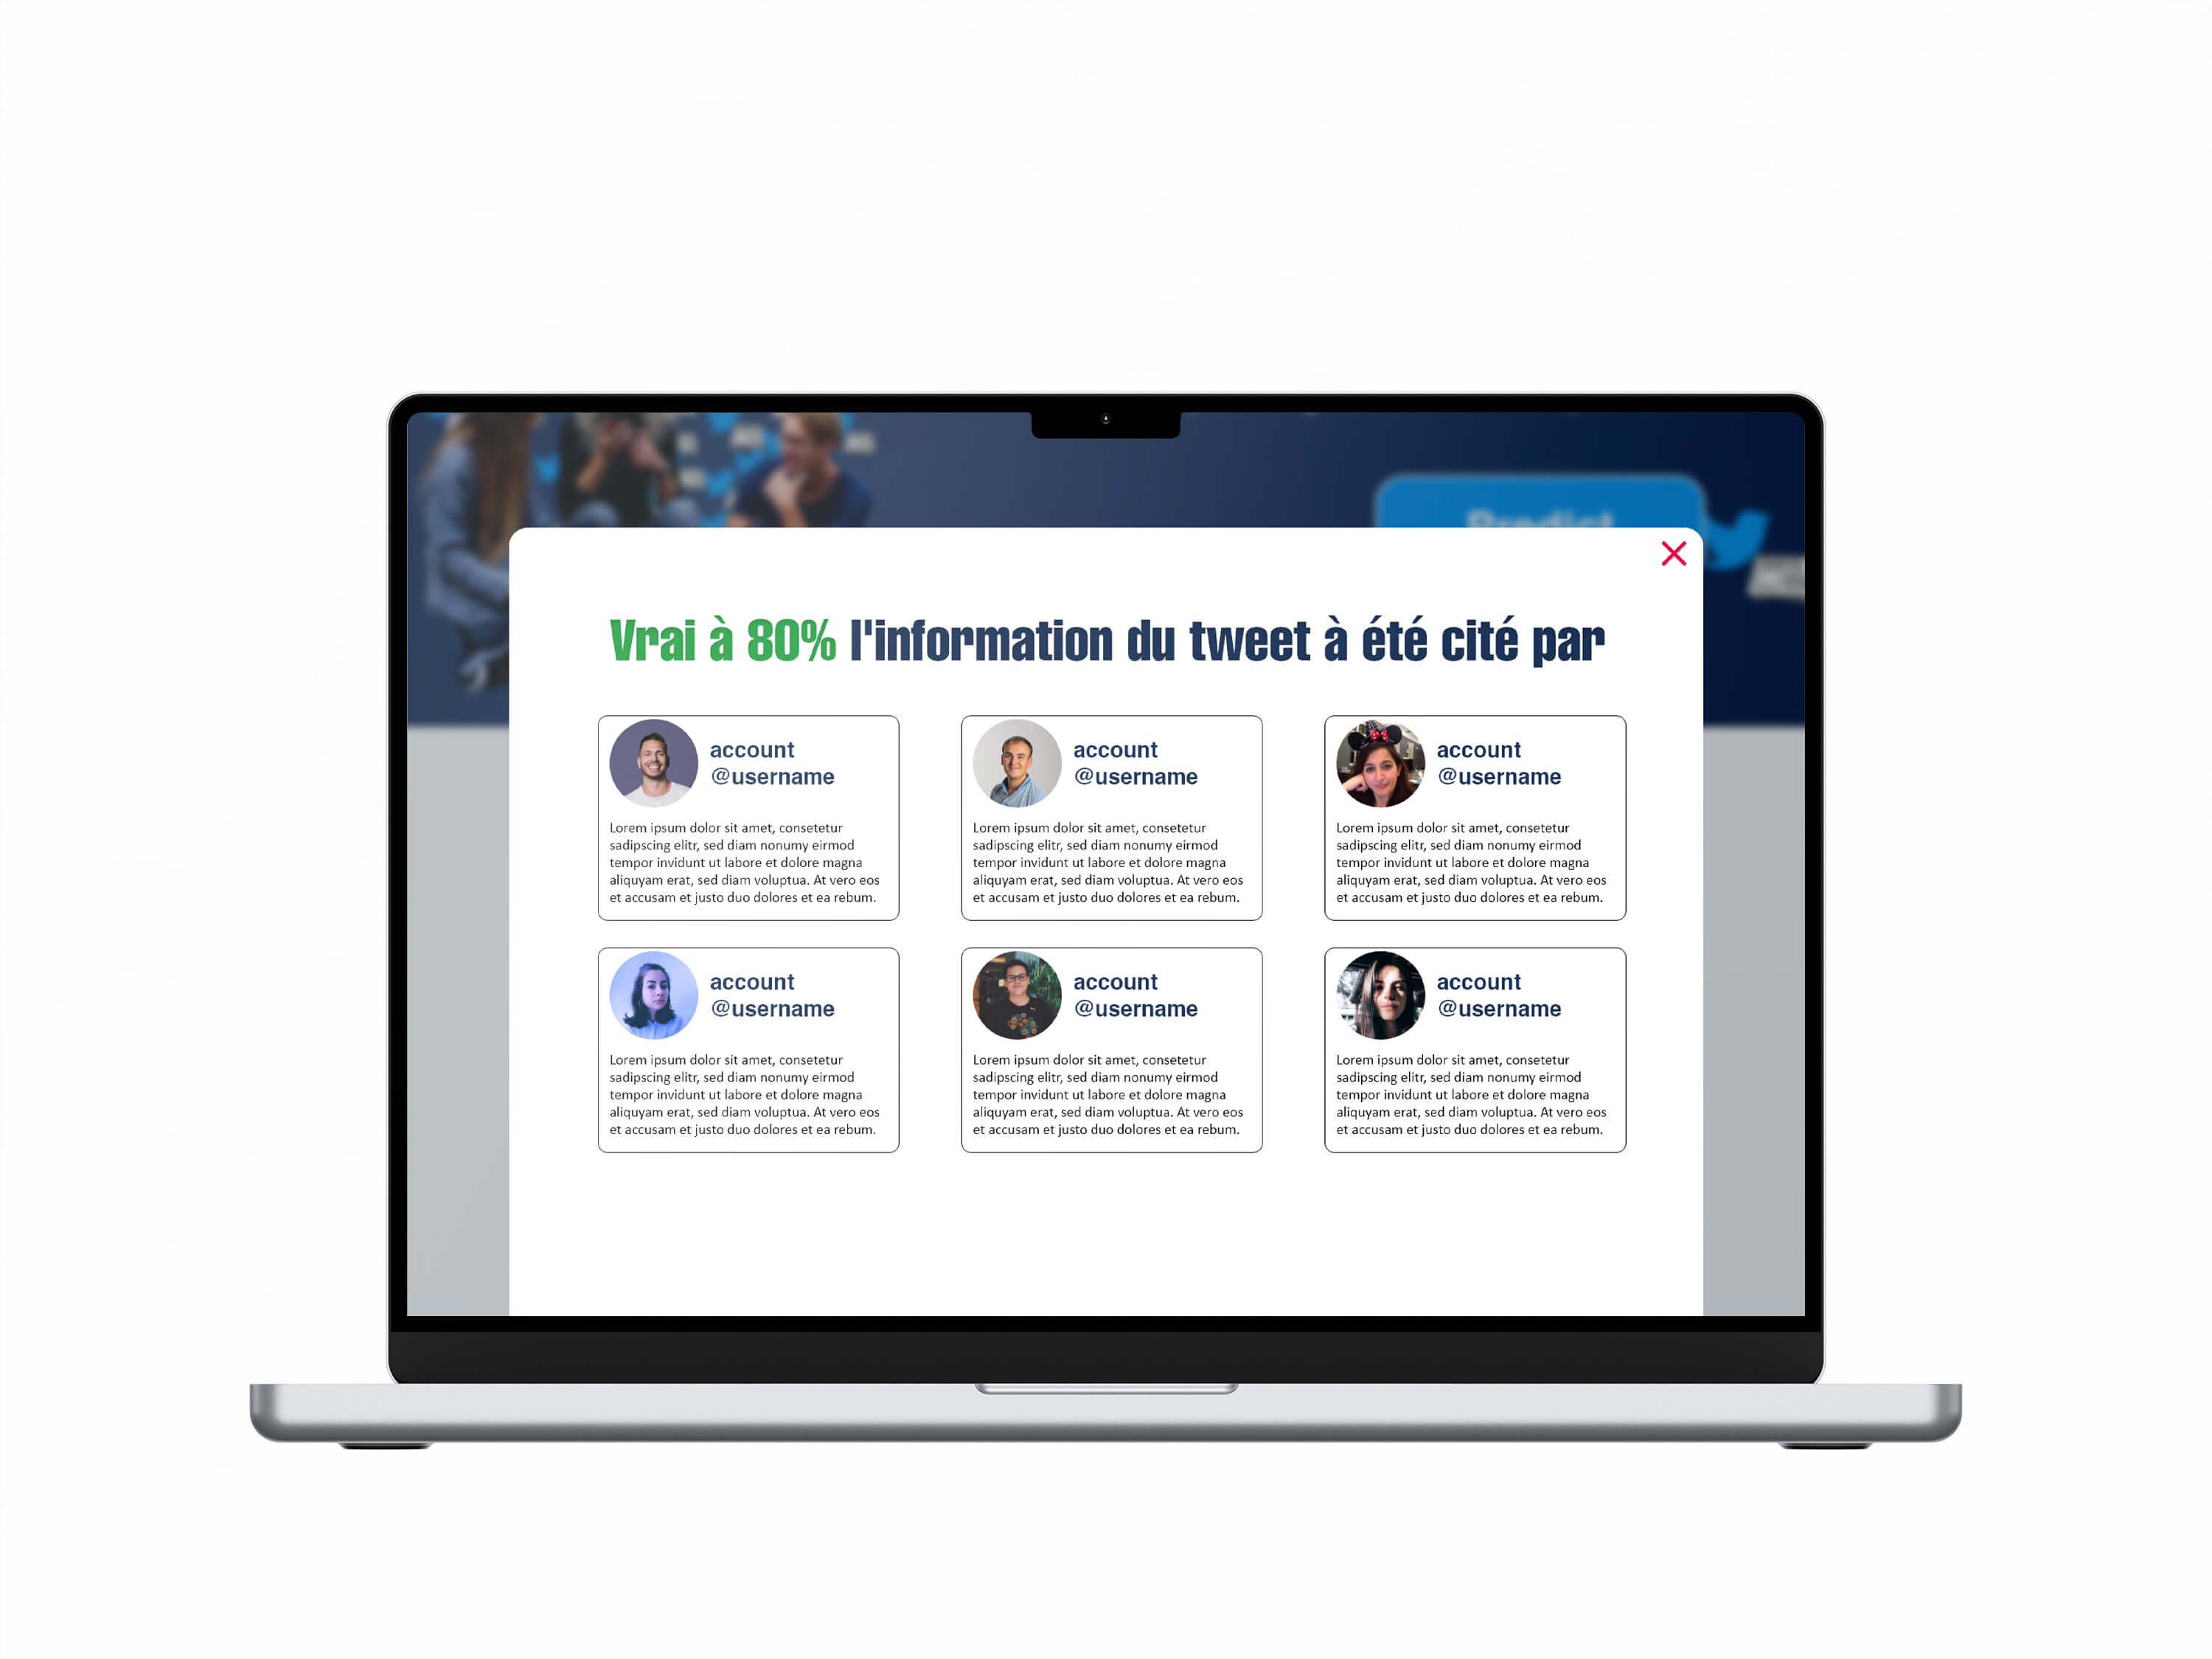 Predict
Vrai à 80% l'information du tweet à été cité par
account
@username
Lorem ipsum dolor sit amet, consetetur
sadipscing elitr, sed diam nonumy eirmod
tempor invidunt ut labore et dolore magna
aliquyam erat, sed diam voluptua. At vero eos
et accusam et justo duo dolores et ea rebum.
account
@username
Lorem ipsum dolor sit amet, consetetur
sadipscing elitr, sed diam nonumy eirmod
tempor invidunt ut labore et dolore magna
aliquyam erat, sed diam voluptua. At vero eos
et accusam et justo duo dolores et ea rebum.
account
@username
Lorem ipsum dolor sit amet, consetetur
sadipscing elitr, sed diam nonumy eirmod
tempor invidunt ut labore et dolore magna
aliquyam erat, sed diam voluptua. At vero eos
et accusam et justo duo dolores et ea rebum.
account
@username
Lorem ipsum dolor sit amet, consetetur
sadipscing elitr, sed diam nonumy eirmod
tempor invidunt ut labore et dolore magna
aliquyam erat, sed diam voluptua. At vero eos
et accusam et justo duo dolores et ea rebum.
account
@username
Lorem ipsum dolor sit amet, consetetur
sadipscing elitr, sed diam nonumy eirmod
tempor invidunt ut labore et dolore magna
aliquyam erat, sed diam voluptua. At vero eos
et accusam et justo duo dolores et ea rebum.
account
@username
Lorem ipsum dolor sit amet, consetetur
sadipscing elitr, sed diam nonumy eirmod
tempor invidunt ut labore et dolore magna
aliquyam erat, sed diam voluptua. At vero eos
et accusam et justo duo dolores et ea rebum.